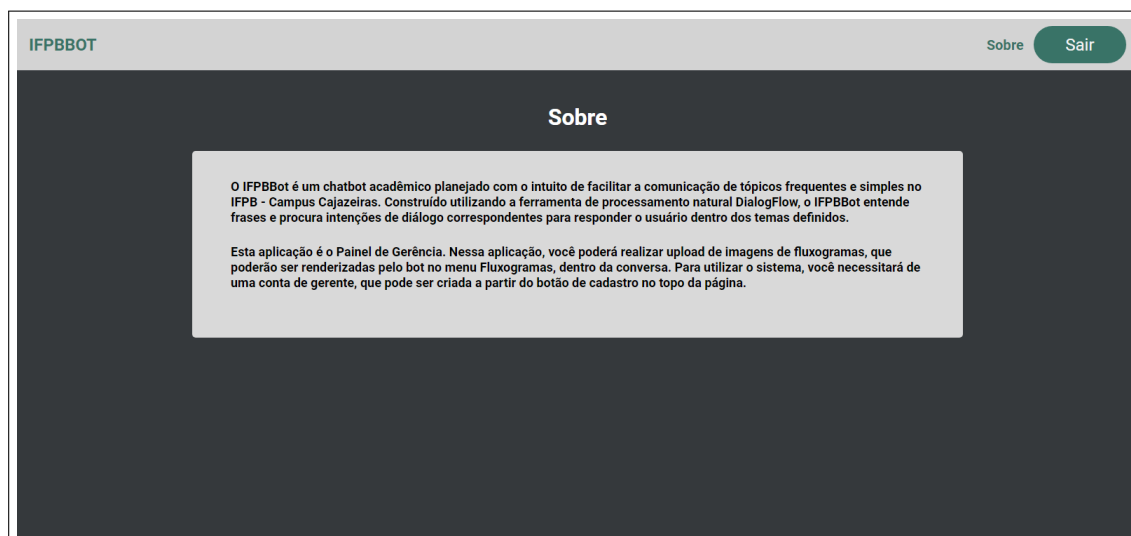 IFPBBOT
Sobre
Sair
Sobre
O IFPBBot é um chatbot acadêmico planejado com o intuito de facilitar a comunicação de tópicos frequentes e simples no
IFPB - Campus Cajazeiras. Construído utilizando a ferramenta de processamento natural DialogFlow, o IFPBBot entende
frases e procura intenções de diálogo correspondentes para responder o usuário dentro dos temas definidos.
Esta aplicação é o Painel de Gerência. Nessa aplicação, você poderá realizar upload de imagens de fluxogramas, que
poderão ser renderizadas pelo bot no menu Fluxogramas, dentro da conversa. Para utilizar o sistema, você necessitará de
uma conta de gerente, que pode ser criada a partir do botão de cadastro no topo da página.